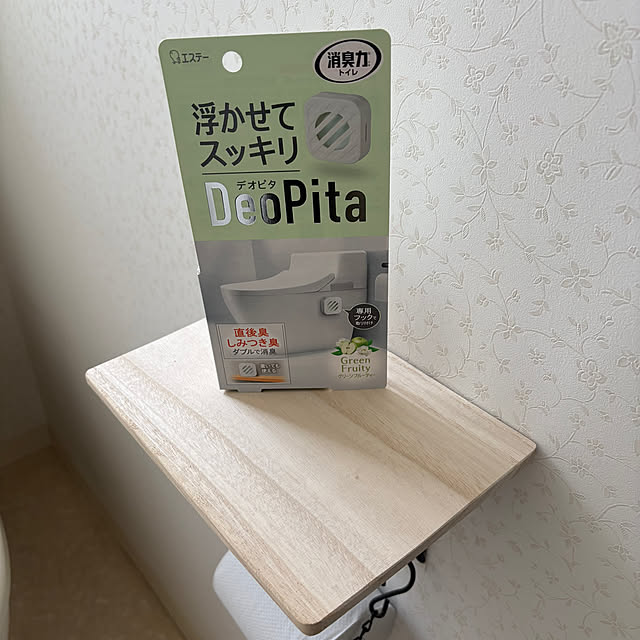 エステー
消臭力
トイレ
浮かせて
スッキリ
デオピタ
DeoPita
専用
フックで
取り付け
直後臭
しみつき臭
ダブルで消臭
Green
Fruity
グリーンフルーティー